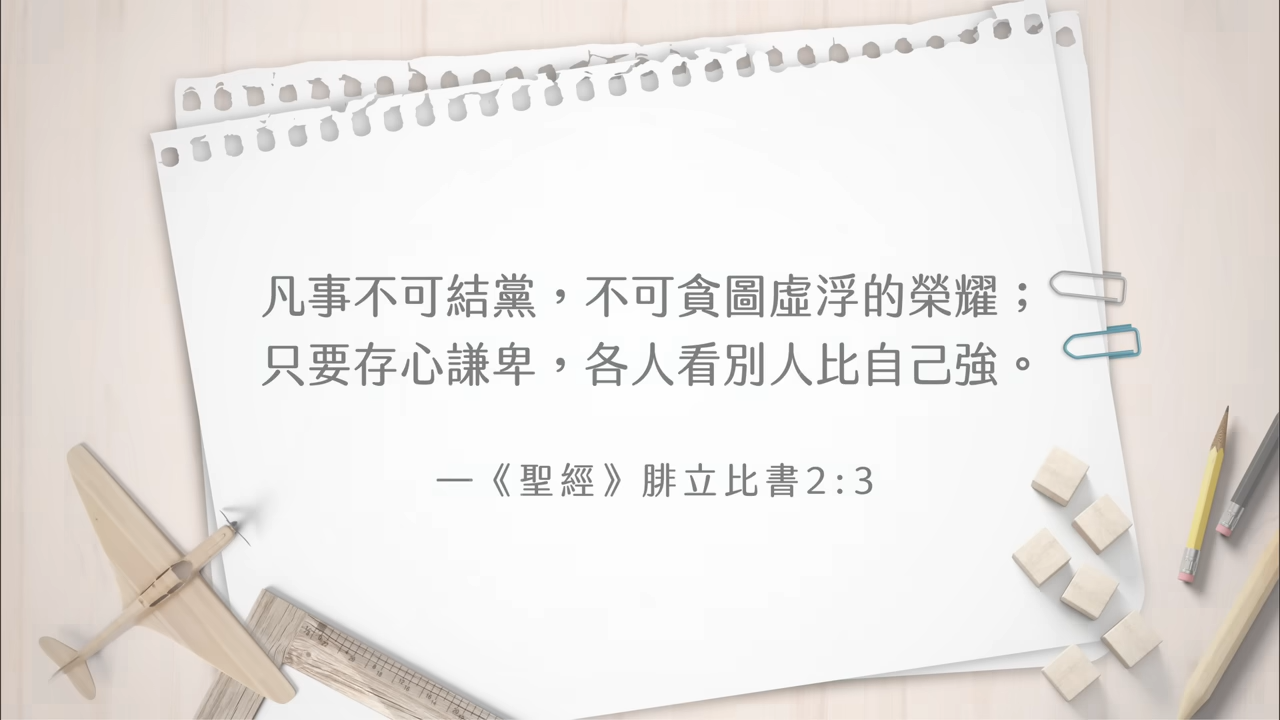 凡事不可結黨，不可貪圖虛浮的榮耀；
只要存心謙卑，各人看別人比自己強。
—《聖經》腓立比書2:3